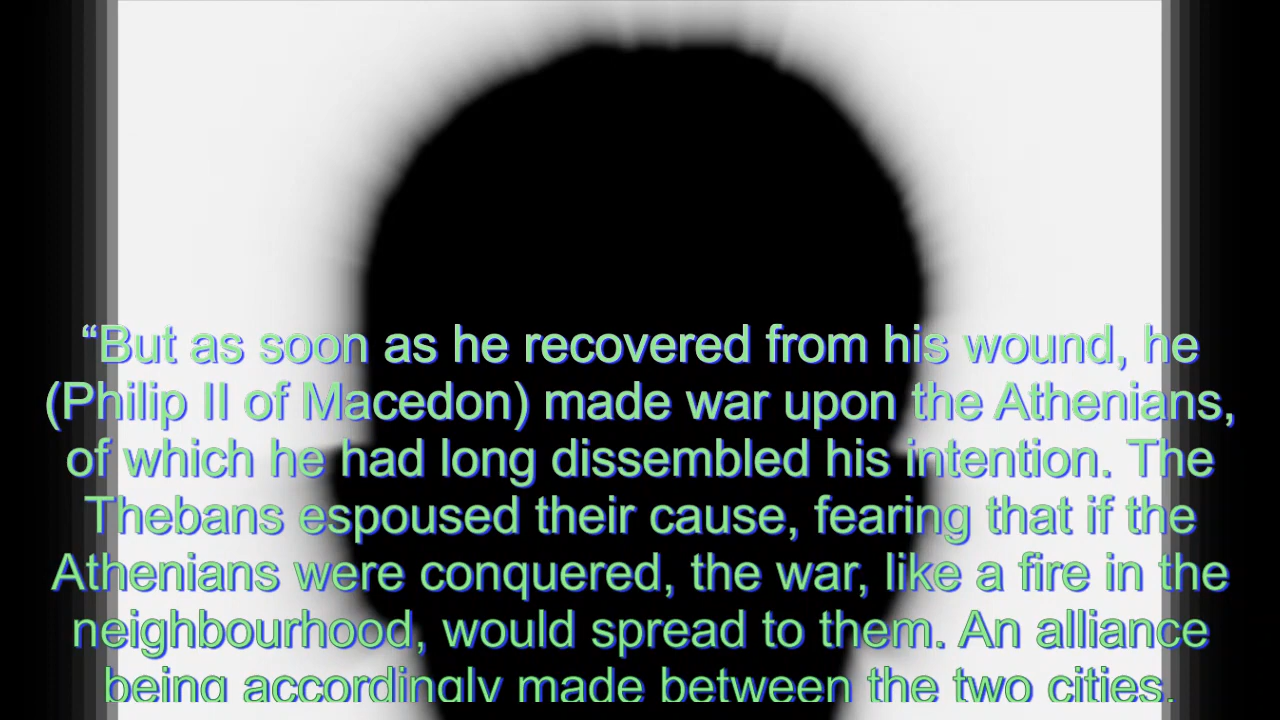 “But as soon as he recovered from his wound, he
(Philip II of Macedon) made war upon the Athenians,
of which he had long dissembled his intention. The
Thebans espoused their cause, fearing that if the
Athenians were conquered, the war, like a fire in the
neighbourhood, would spread to them. An alliance
being accordingly made between the two cities,